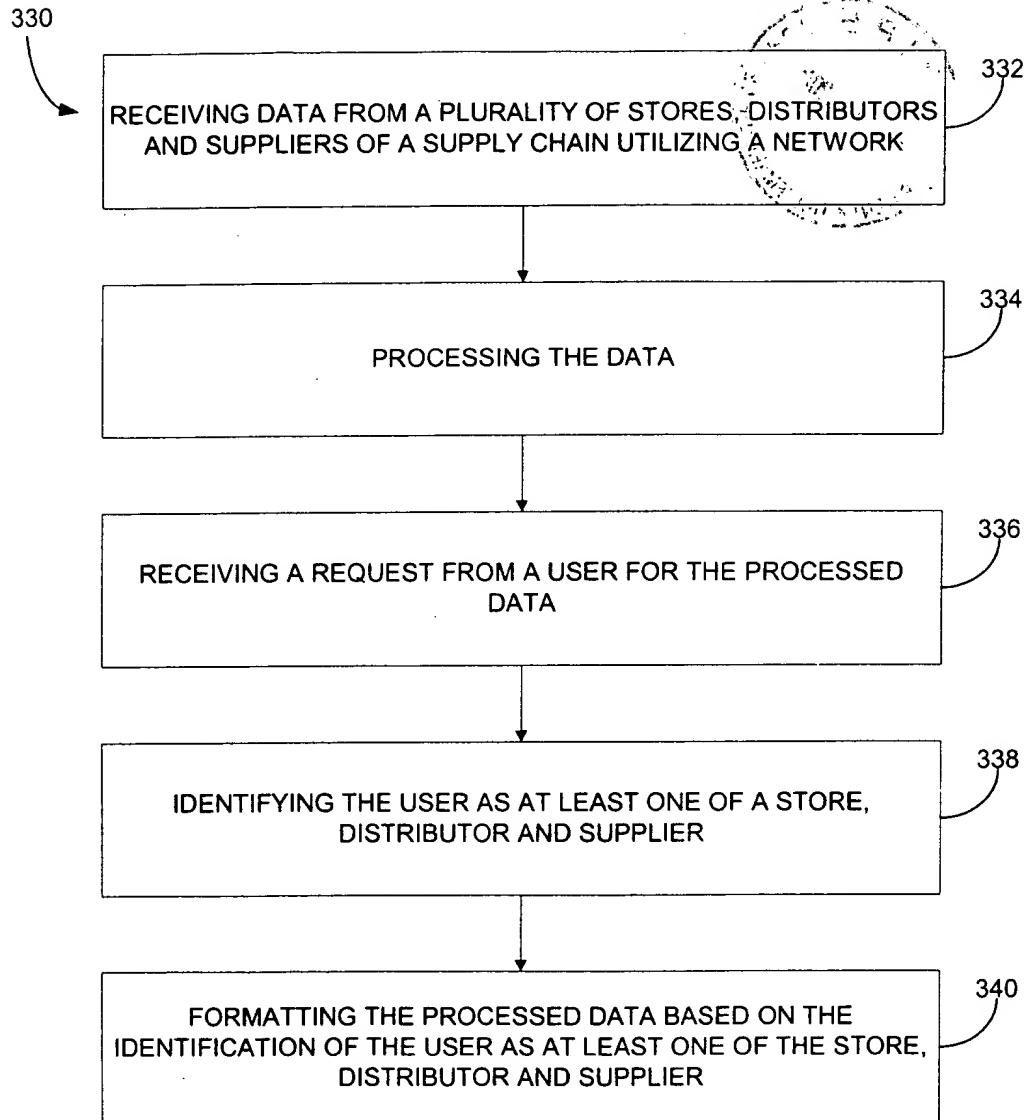 330
332
RECEIVING DATA FROM A PLURALITY OF STORES, DISTRIBUTORS
AND SUPPLIERS OF A SUPPLY CHAIN UTILIZING A NETWORK
334
PROCESSING THE DATA
336
RECEIVING A REQUEST FROM A USER FOR THE PROCESSED
DATA
338
IDENTIFYING THE USER AS AT LEAST ONE OF A STORE,
DISTRIBUTOR AND SUPPLIER
340
FORMATTING THE PROCESSED DATA BASED ON THE
IDENTIFICATION OF THE USER AS AT LEAST ONE OF THE STORE,
DISTRIBUTOR AND SUPPLIER